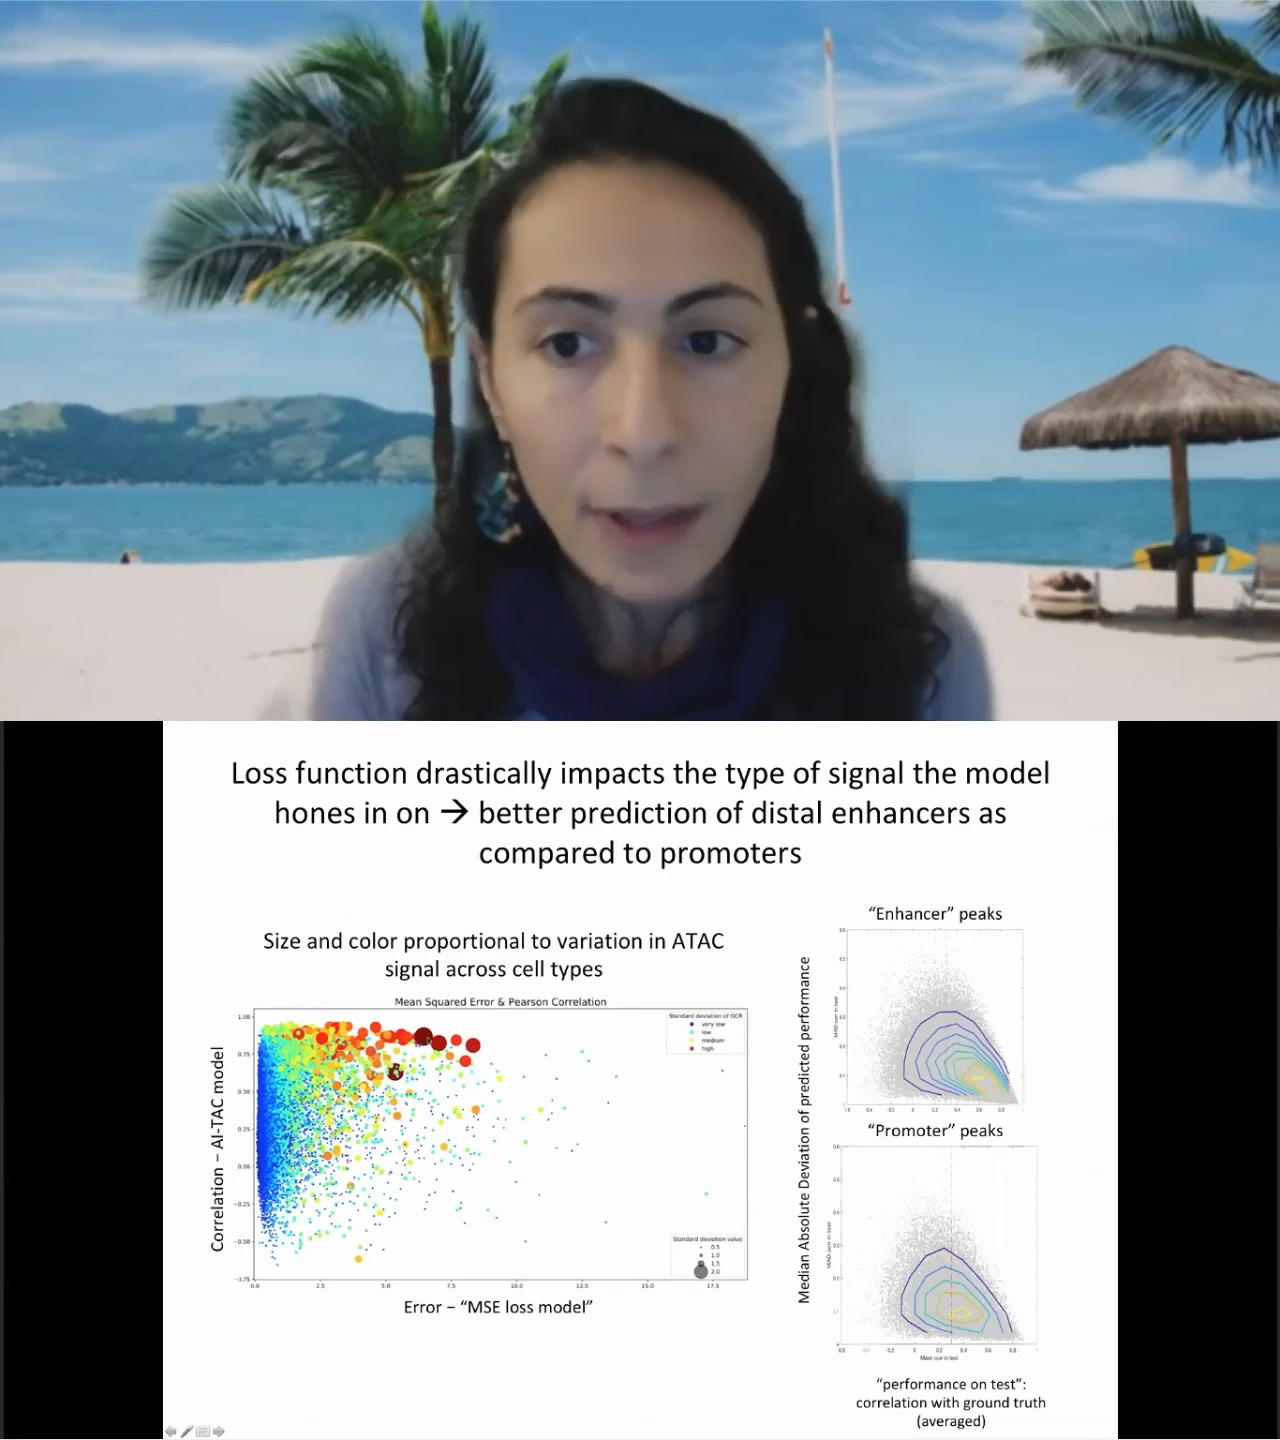 Loss function drastically impacts the type of signal the model
hones in on → better prediction of distal enhancers as
compared to promoters
Size and color proportional to variation in ATAC
signal across cell types
Mean Squared Error & Pearson Correlation
Standard deviation of OCR
very low
low
medium
high
1.00
0.75
0.50
0.25
0.00
−0.25
−0.50
−0.75
Correlation – AI-TAC model
Standard deviation value
0.5
1.0
1.5
2.0
0.0 2.5 5.0 7.5 10.0 12.5 15.0 17.5
Error – “MSE loss model”
Median Absolute Deviation of predicted performance
“Enhancer” peaks
“Promoter” peaks
Mean corr in test
“performance on test”:
correlation with ground truth
(averaged)